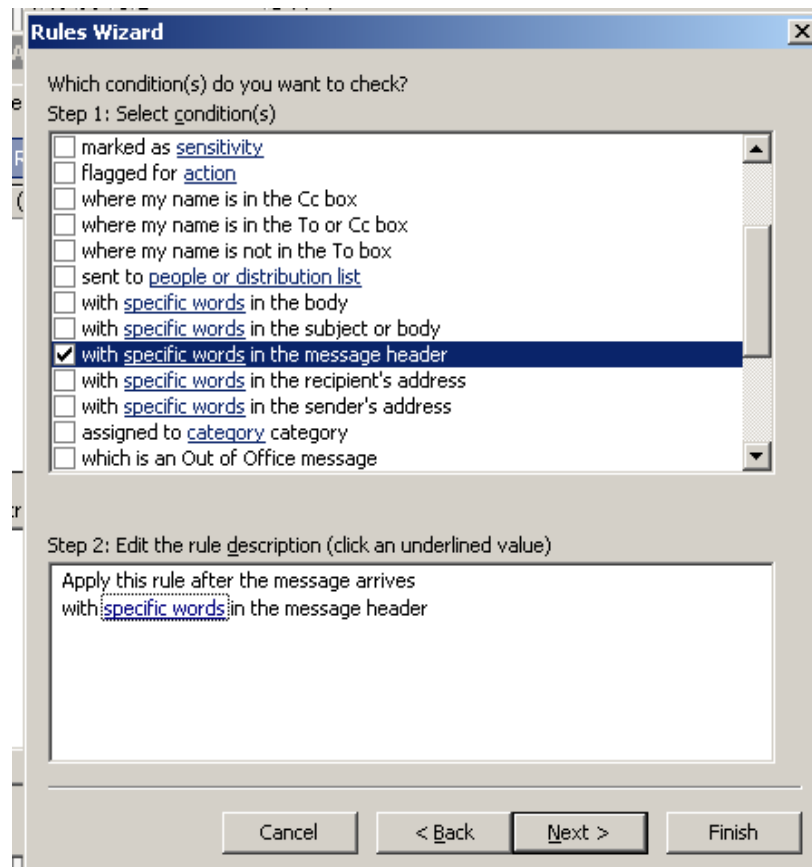 Rules Wizard
Which condition(s) do you want to check?
Step 1: Select condition(s)
marked as sensitivity
flagged for action
where my name is in the Cc box
where my name is in the To or Cc box
where my name is not in the To box
sent to people or distribution list
with specific words in the body
with specific words in the subject or body
with specific words in the message header
with specific words in the recipient's address
with specific words in the sender's address
assigned to category category
which is an Out of Office message
Step 2: Edit the rule description (click an underlined value)
Apply this rule after the message arrives
with specific words in the message header
Cancel
< Back
Next >
Finish